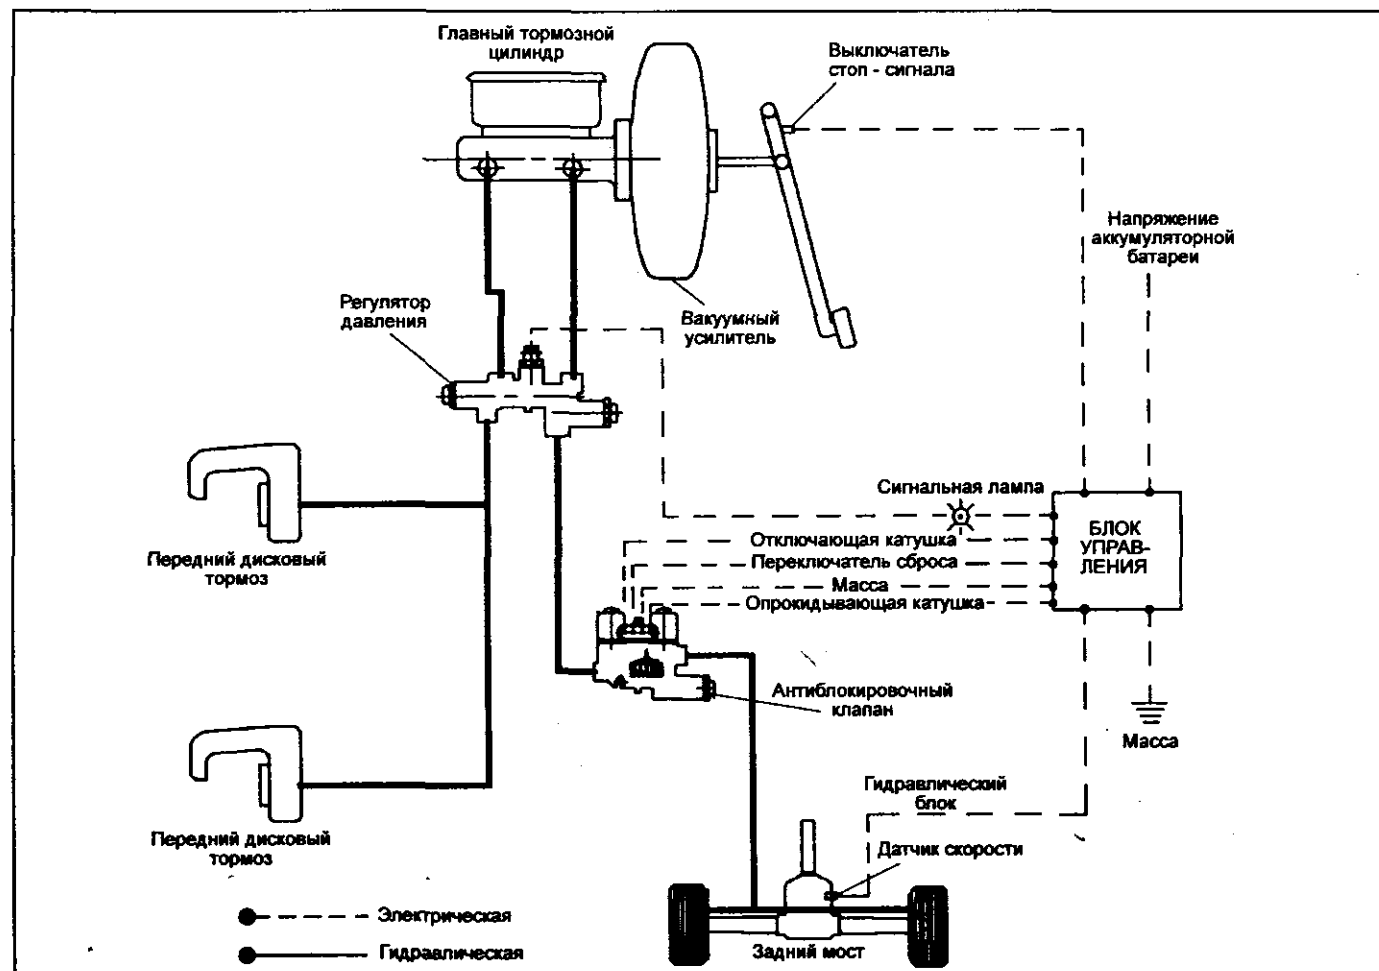 Главный тормозной
цилиндр
Выключатель
стоп - сигнала
Напряжение
аккумуляторной
батареи
Регулятор
давления
Вакуумный
усилитель
Сигнальная лампа
БЛОК
УПРАВ-
ЛЕНИЯ
Отключающая катушка
Переключатель сброса
Масса
Опрокидывающая катушка
Передний дисковый
тормоз
Антиблокировочный
клапан
Масса
Гидравлический
блок
Передний дисковый
тормоз
Датчик скорости
Электрическая
Гидравлическая
Задний мост